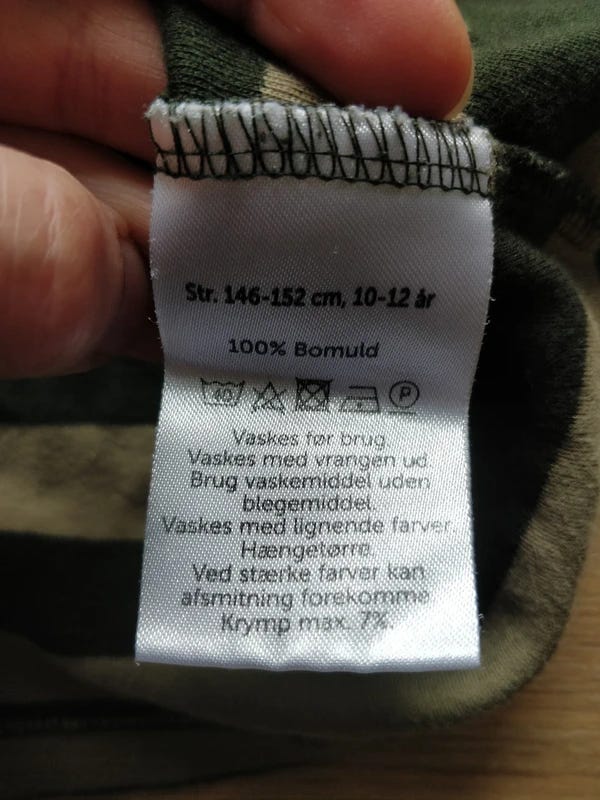 Str. 146-152 cm, 10-12 år
100% Bomuld
40 P
Vaskes før brug.
Vaskes med vrangen ud.
Brug vaskemiddel uden
blegemiddel.
Vaskes med lignende farver.
Hængetørre.
Ved stærke farver kan
afsmitning forekomme
Krymp max. 7%.